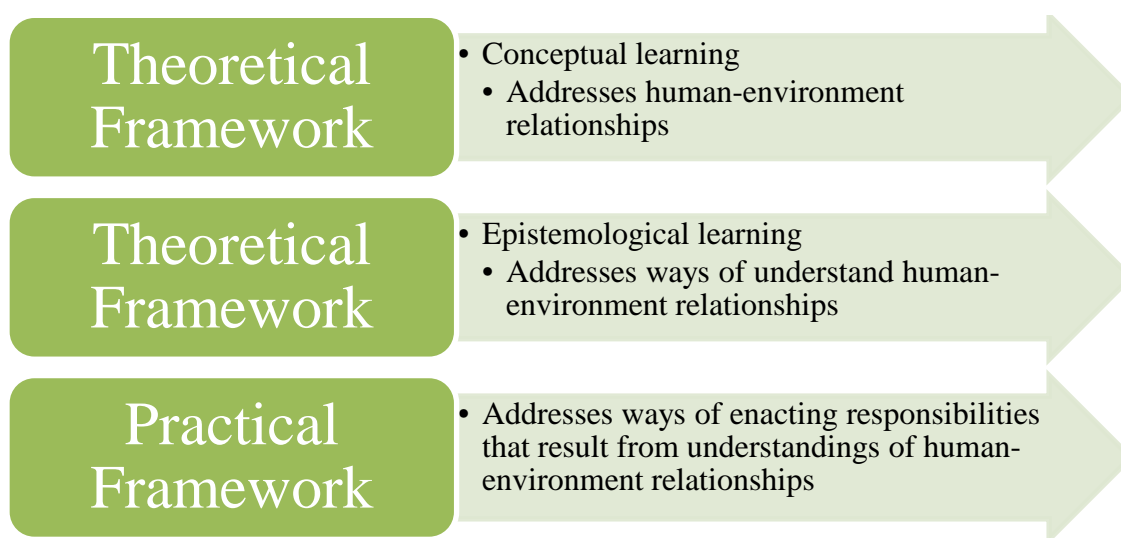 Theoretical
Framework
• Conceptual learning
• Addresses human-environment
relationships
Theoretical
Framework
• Epistemological learning
• Addresses ways of understand human-
environment relationships
Practical
Framework
• Addresses ways of enacting responsibilities
that result from understandings of human-
environment relationships